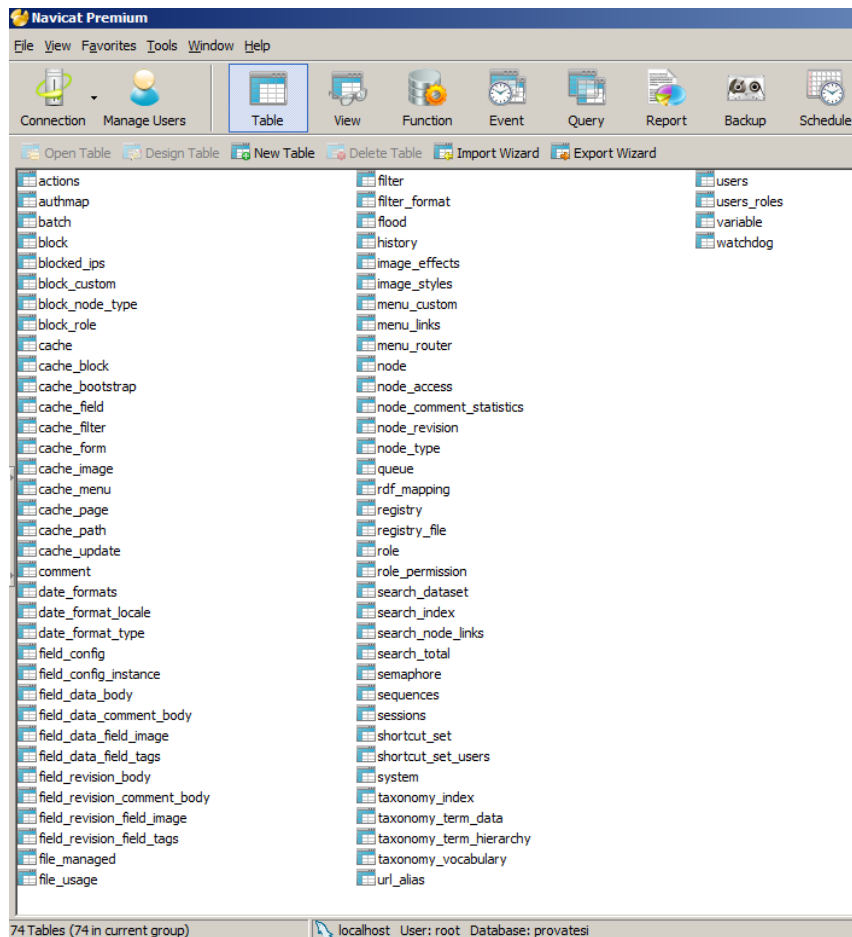 Navicat Premium
File View Favorites Tools Window Help
Connection Manage Users Table View Function Event Query Report Backup Schedule
Open Table Design Table New Table Delete Table Import Wizard Export Wizard
actions
authmap
batch
block
blocked_ips
block_custom
block_node_type
block_role
cache
cache_block
cache_bootstrap
cache_field
cache_filter
cache_form
cache_image
cache_menu
cache_page
cache_path
cache_update
comment
date_formats
date_format_locale
date_format_type
field_config
field_config_instance
field_data_body
field_data_comment_body
field_data_field_image
field_data_field_tags
field_revision_body
field_revision_comment_body
field_revision_field_image
field_revision_field_tags
file_managed
file_usage
filter
filter_format
flood
history
image_effects
image_styles
menu_custom
menu_links
menu_router
node
node_access
node_comment_statistics
node_revision
node_type
queue
rdf_mapping
registry
registry_file
role
role_permission
search_dataset
search_index
search_node_links
search_total
semaphore
sequences
sessions
shortcut_set
shortcut_set_users
system
taxonomy_index
taxonomy_term_data
taxonomy_term_hierarchy
taxonomy_vocabulary
url_alias
users
users_roles
variable
watchdog
74 Tables (74 in current group) localhost User: root Database: provatesi